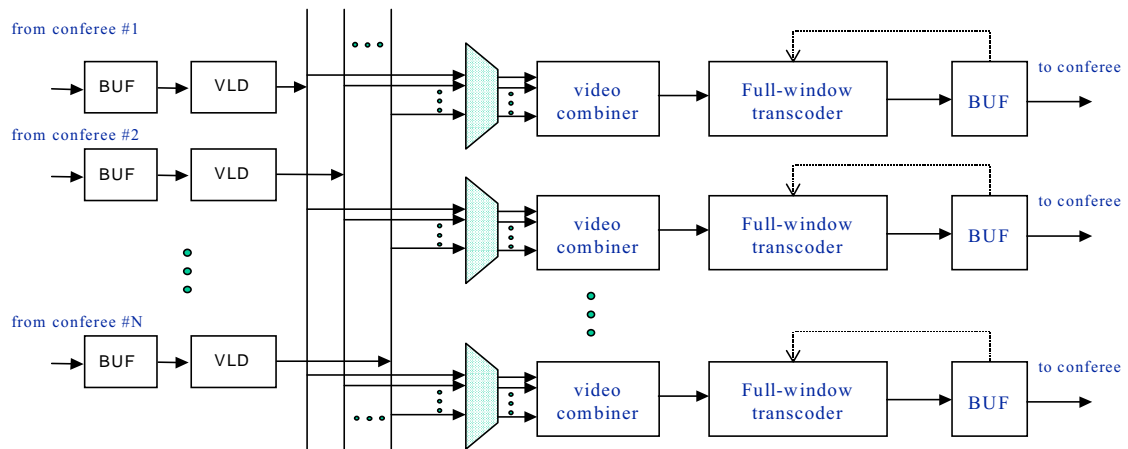 from conferee #1
BUF
VLD
video
combiner
Full-window
transcoder
BUF
to conferee
from conferee #2
BUF
VLD
video
combiner
Full-window
transcoder
BUF
to conferee
from conferee #N
BUF
VLD
video
combiner
Full-window
transcoder
BUF
to conferee